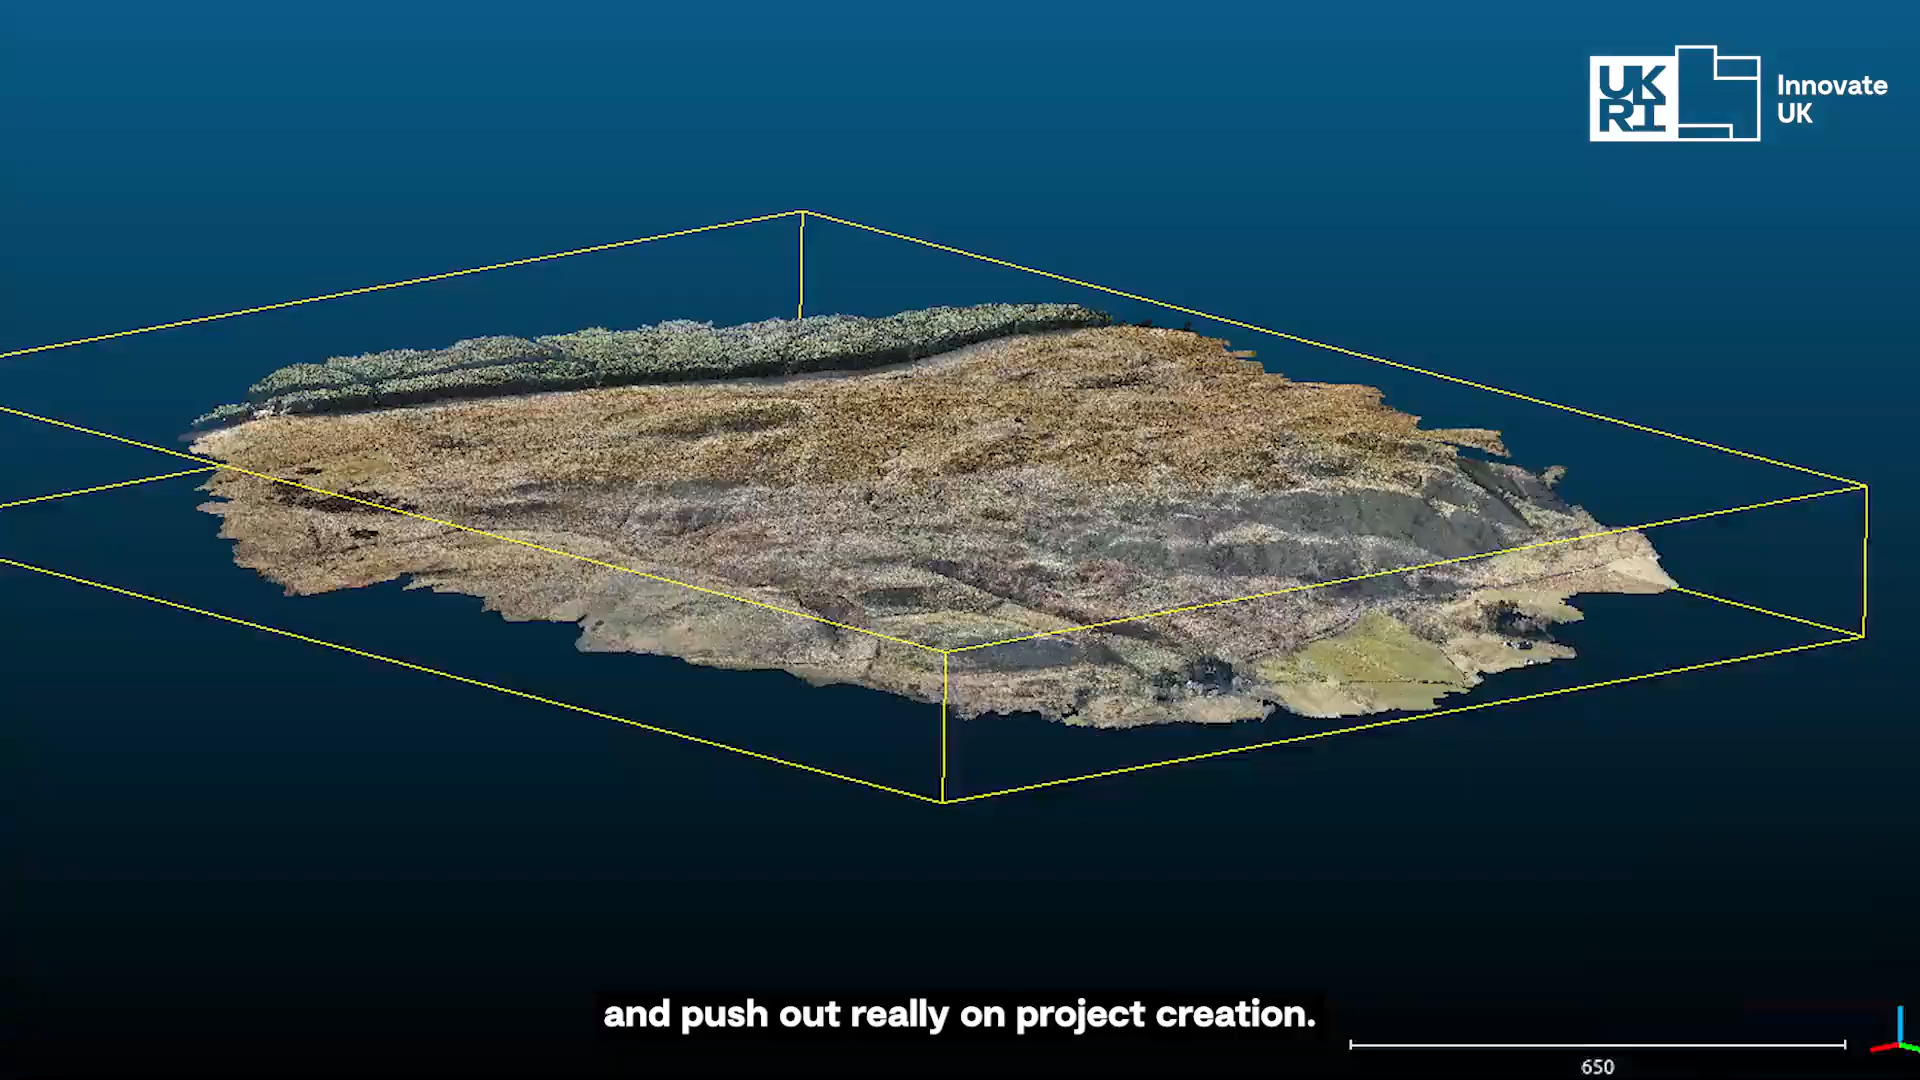 UK
RI
Innovate
UK
and push out really on project creation.
650